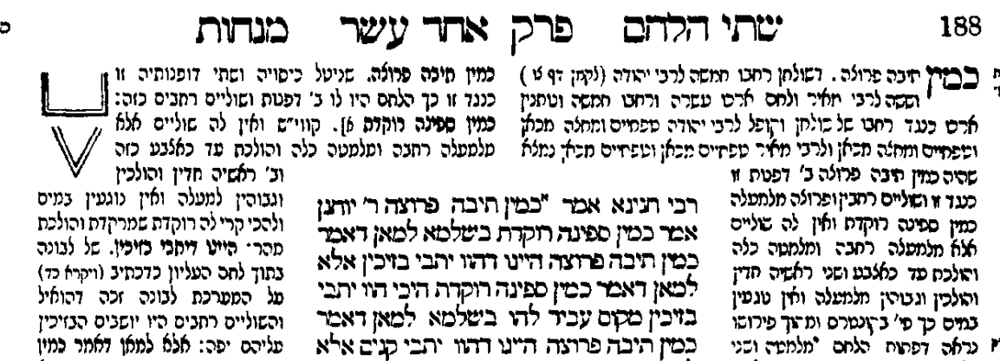 188
שתי הלחם פרק אחד עשר מנחות
כמין תיבה פרוצה. דשולחן רחבו חמשה לרבי יהודה (לקמן דף צו)
וששה לרבי מאיר ולחם ארכו עשרה ורחבו חמשה ונותנין
ארכו כנגד רחבו של שולחן וקופל לרבי יהודה טפחיים ומחצה מכאן
וטפחיים ומחצה מכאן ולרבי מאיר טפחיים מכאן וטפחיים מכאן נמצא
שהיה כמין תיבה פרוצה ב' דפנות זו
כנגד זו ושוליים רחבין ופרוצה מלמעלה
כמין ספינה רוקדת ואין לה שוליים
אלא מלמעלה רחבה ומלמטה כלה
והולכת עד כאצבע ושני ראשיה חדין
והולכין וגבוהין מלמעלה ואין נוגעין
במים כך פי' בקונטרס ומתוך פירושו
נראה דפחות הלחם מלמטה ושני
רבי חנינא אמר כמין תיבה פרוצה ר' יוחנן
אמר כמין ספינה רוקדת בשלמא למאן דאמר
כמין תיבה פרוצה היינו דהוו יתבי בזיכין אלא
למאן דאמר כמין ספינה רוקדת היכי הוו יתבי
בזיכין מקום עביד להו בשלמא למאן דאמר
כמין תיבה פרוצה היינו דהוו יתבי קנים אלא
כמין תיבה פרוצה. שניטל כיסויה ושתי דופנותיה זו
כנגד זו כך הלחם היו לו ב' דפנות ושוליים רחבים כזה:
כמין ספינה רוקדת א]. קווי"ש ואין לה שוליים אלא
מלמעלה רחבה ומלמטה כלה והולכת עד כאצבע כזה
וב' ראשיה חדין והולכין
וגבוהין למעלה ואין נוגעין במים
ולהכי קרי לה רוקדת שמרקדת והולכת
מהר. היינו דיתבי בזיכין. של לבונה
בתוך לחם העליון כדכתיב (ויקרא כד)
על המערכת לבונה זכה דהואיל
והשוליים רחבים היו יושבים הבזיכין
עליהם יפה: אלא למאן דאמר כמין